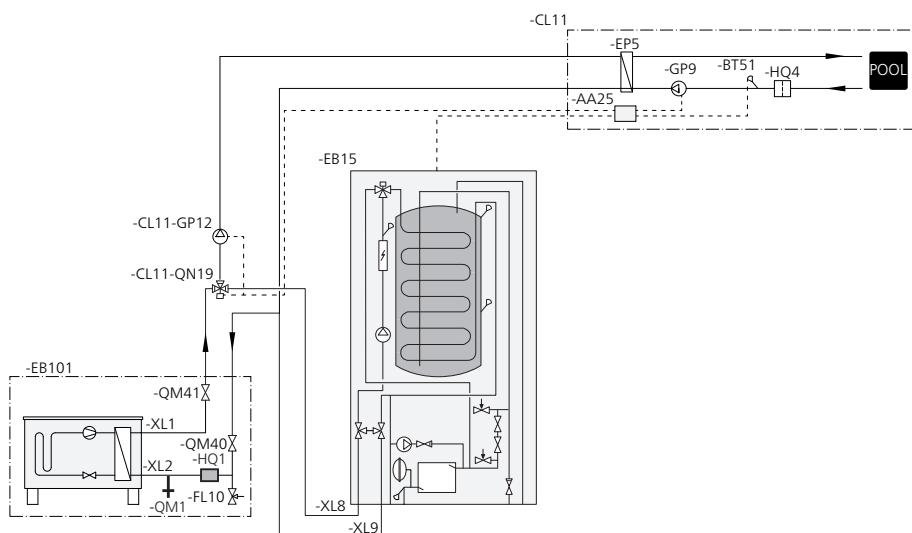 -CL11
-EP5
-GP9
-BT51
-HQ4
POOL
-AA25
-EB15
-CL11-GP12
-CL11-QN19
-EB101
-QM41
-XL1
-QM40
-XL2
-HQ1
-QM1
-FL10
-XL8
-XL9